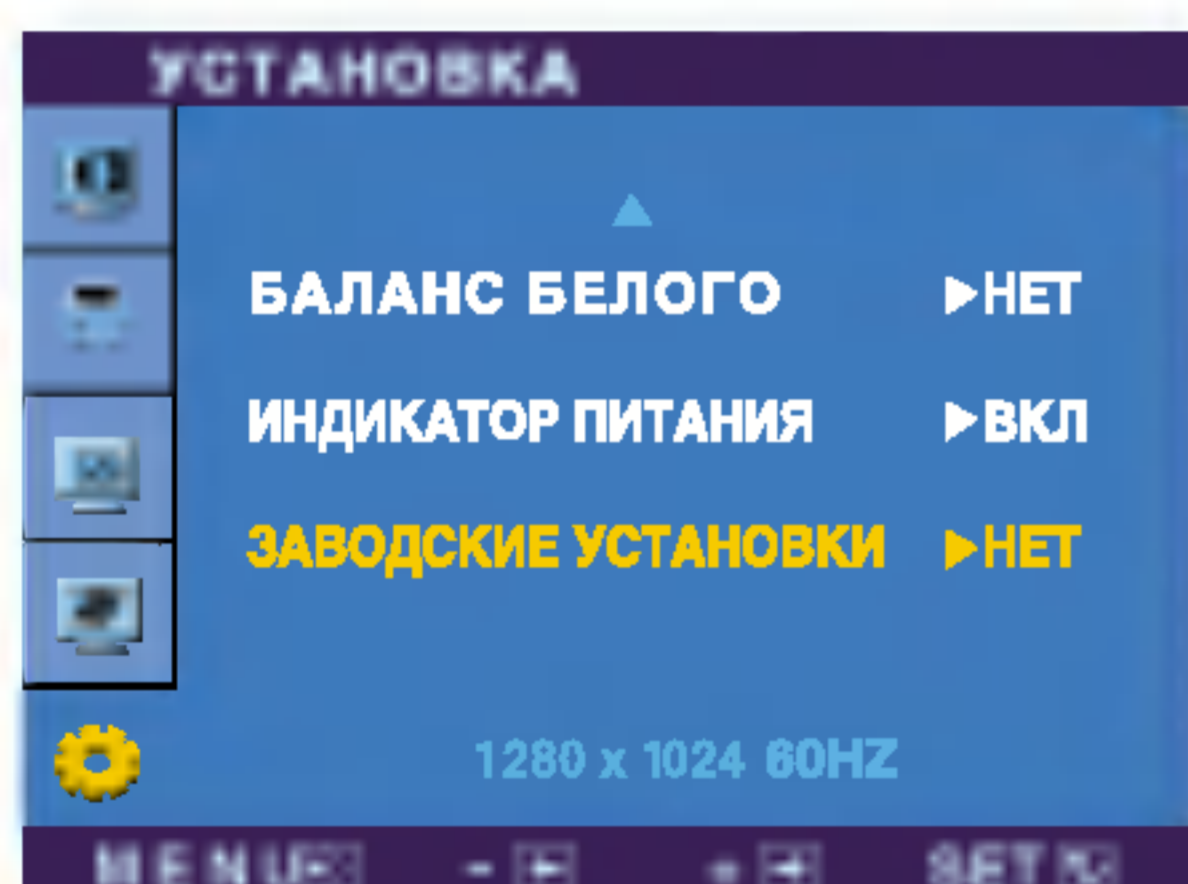 УСТАНОВКА
БАЛАНС БЕЛОГО ▶НЕТ
ИНДИКАТОР ПИТАНИЯ ▶ВКЛ
ЗАВОДСКИЕ УСТАНОВКИ ▶НЕТ
1280 x 1024 60HZ
MENU - + SET